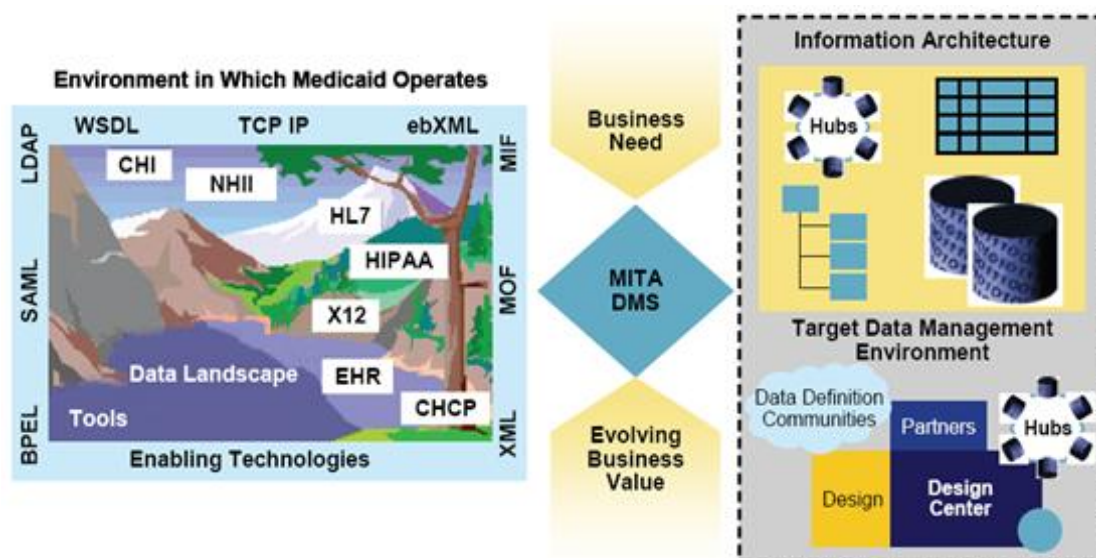 Environment in Which Medicaid Operates
WSDL
TCP IP
ebXML
LDAP
SAML
BPEL
MIF
MOF
XML
CHI
NHII
HL7
HIPAA
X12
Data Landscape
EHR
Tools
CHCP
Enabling Technologies
Business
Need
MITA
DMS
Evolving
Business
Value
Information Architecture
Hubs
Target Data Management
Environment
Data Definition
Communities
Partners
Hubs
Design
Design
Center